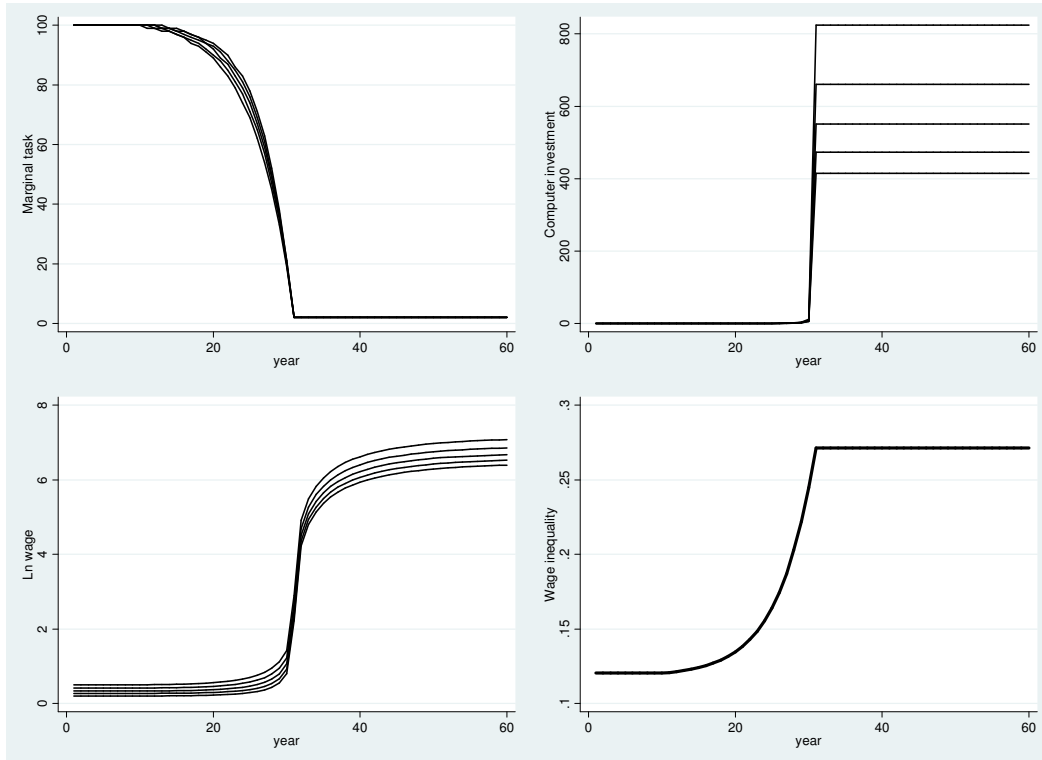 100
80
60
40
20
0
Marginal task
0 20 40 60
year
800
600
400
200
0
Computer investment
0 20 40 60
year
8
6
4
2
0
Ln wage
0 20 40 60
year
.3
.25
.2
.15
.1
Wage inequality
0 20 40 60
year